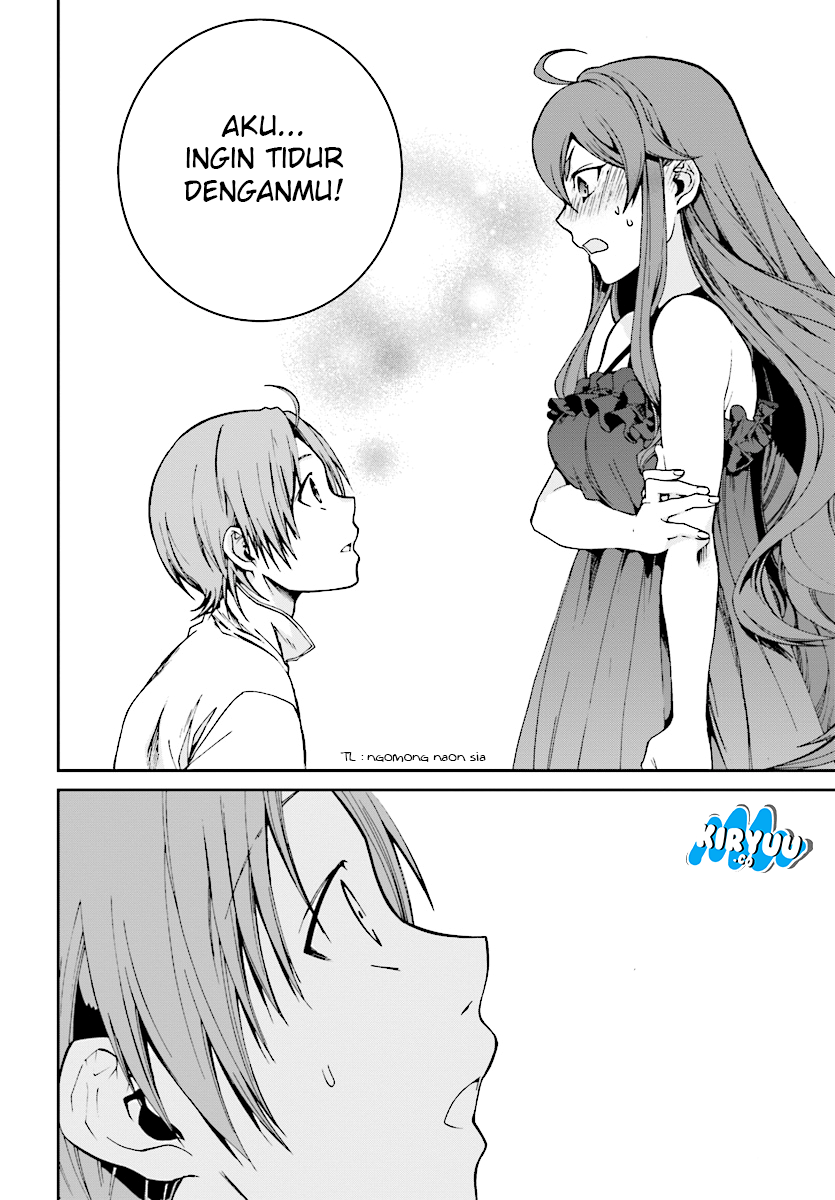 AKU...
INGIN TIDUR
DENGANMU!
TL : ngomong naon sia
KIRYUU
.CO